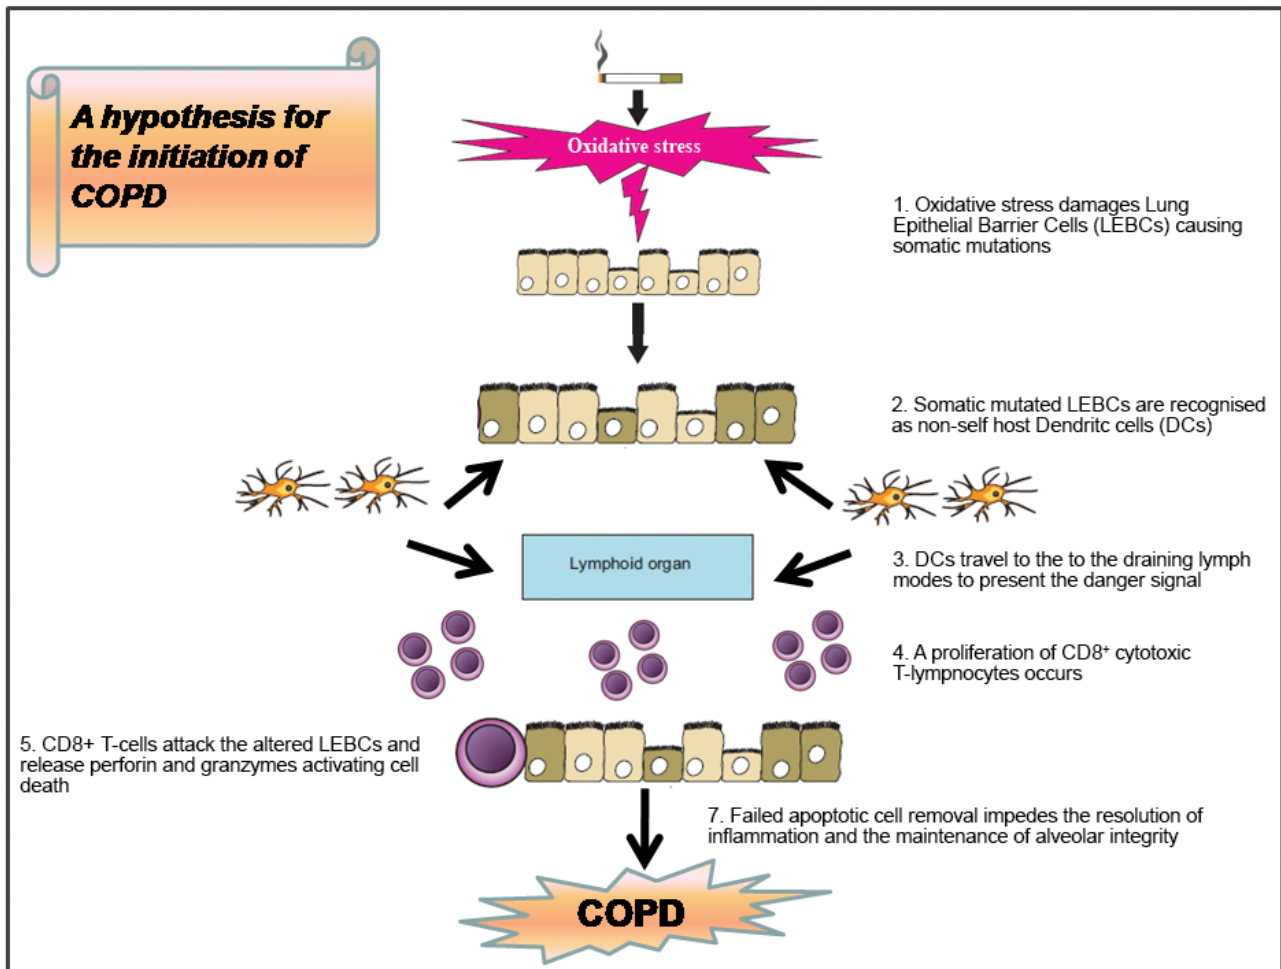 A hypothesis for
the initiation of
COPD
Oxidative stress
1. Oxidative stress damages Lung
Epithelial Barrier Cells (LEBCs) causing
somatic mutations
2. Somatic mutated LEBCs are recognised
as non-self host Dendritc cells (DCs)
Lymphoid organ
3. DCs travel to the to the draining lymph
modes to present the danger signal
4. A proliferation of CD8⁺ cytotoxic
T-lympnocytes occurs
5. CD8+ T-cells attack the altered LEBCs and
release perforin and granzymes activating cell
death
7. Failed apoptotic cell removal impedes the resolution of
inflammation and the maintenance of alveolar integrity
COPD